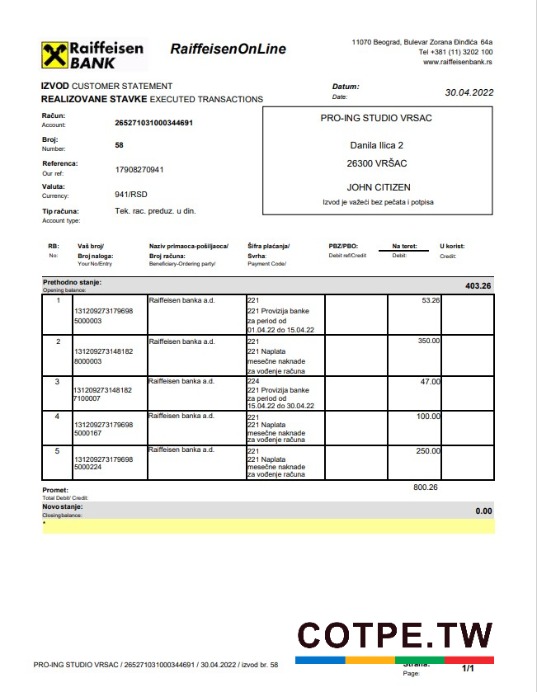 Raiffeisen
BANK
RaiffeisenOnLine
11070 Beograd, Bulevar Zorana Đinđića 64a
Tel +381 (11) 3202 100
www.raiffeisenbank.rs
IZVOD CUSTOMER STATEMENT
REALIZOVANE STAVKE EXECUTED TRANSACTIONS
Datum:
Date:
30.04.2022
Račun:
Account:
265271031000344691
Broj:
Number:
58
Referenca:
Our ref:
17908270941
Valuta:
Currency:
941/RSD
Tip računa:
Account type:
Tek. rac. preduz. u din.
PRO-ING STUDIO VRSAC
Danila Ilica 2
26300 VRŠAC
JOHN CITIZEN
Izvod je važeći bez pečata i potpisa
RB: Vaš broj/ Naziv primaoca-pošiljaoca/ Šifra plaćanja/ PBZ/PBO: Na teret: U korist:
No: Broj naloga: Broj računa: Svrha: Debit ref/Credit Debit: Credit:
Your No/Entry Beneficiary-Ordering party/ Payment Code/
Prethodno stanje:
Opening balance:
403.26
1 Raiffeisen banka a.d. 221 53.26
131209273179698 221 Provizija banke
5000003 za period od
01.04.22 do 15.04.22
2 Raiffeisen banka a.d. 221 350.00
131209273148182 221 Naplata
8000003 mesečne naknade
za vođenje računa
3 Raiffeisen banka a.d. 224 47.00
131209273148182 221 Provizija banke
7100007 za period od
15.04.22 do 30.04.22
4 Raiffeisen banka a.d. 221 100.00
131209273179698 221 Naplata
5000167 mesečne naknade
za vođenje računa
5 Raiffeisen banka a.d. 221 250.00
131209273179698 221 Naplata
5000224 mesečne naknade
za vođenje računa
Promet:
Total Debit/ Credit:
800.26
Novo stanje:
Closing balance:
0.00
*
COTPE.TW
PRO-ING STUDIO VRSAC / 265271031000344691 / 30.04.2022 / izvod br. 58
Strana:
Page:
1/1